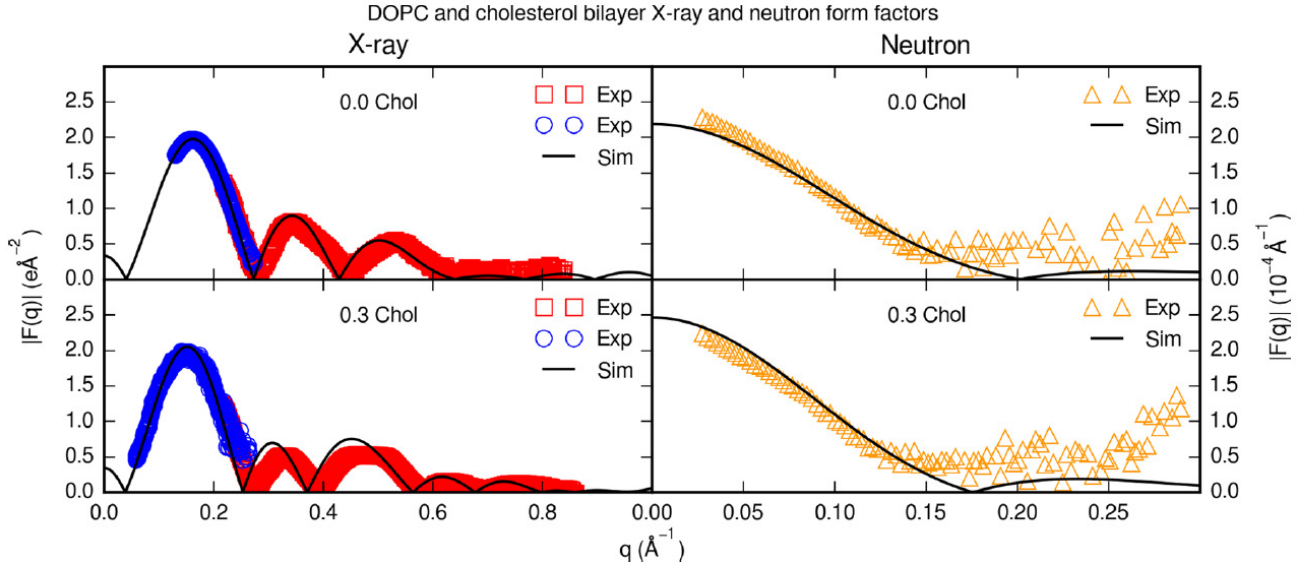 DOPC and cholesterol bilayer X-ray and neutron form factors
X-ray
Neutron
|F(q)| (eÅ⁻²)
2.5
2.0
1.5
1.0
0.5
0.0
0.0 Chol
Exp
Exp
Sim
0.0 Chol
Exp
Sim
2.5
2.0
1.5
1.0
0.5
0.0
2.5
2.0
1.5
1.0
0.5
0.0
0.3 Chol
Exp
Exp
Sim
0.3 Chol
Exp
Sim
2.5
2.0
1.5
1.0
0.5
0.0
|F(q)| (10⁻⁴ Å⁻¹)
0.0 0.2 0.4 0.6 0.8 0.00 0.05 0.10 0.15 0.20 0.25
q (Å⁻¹)